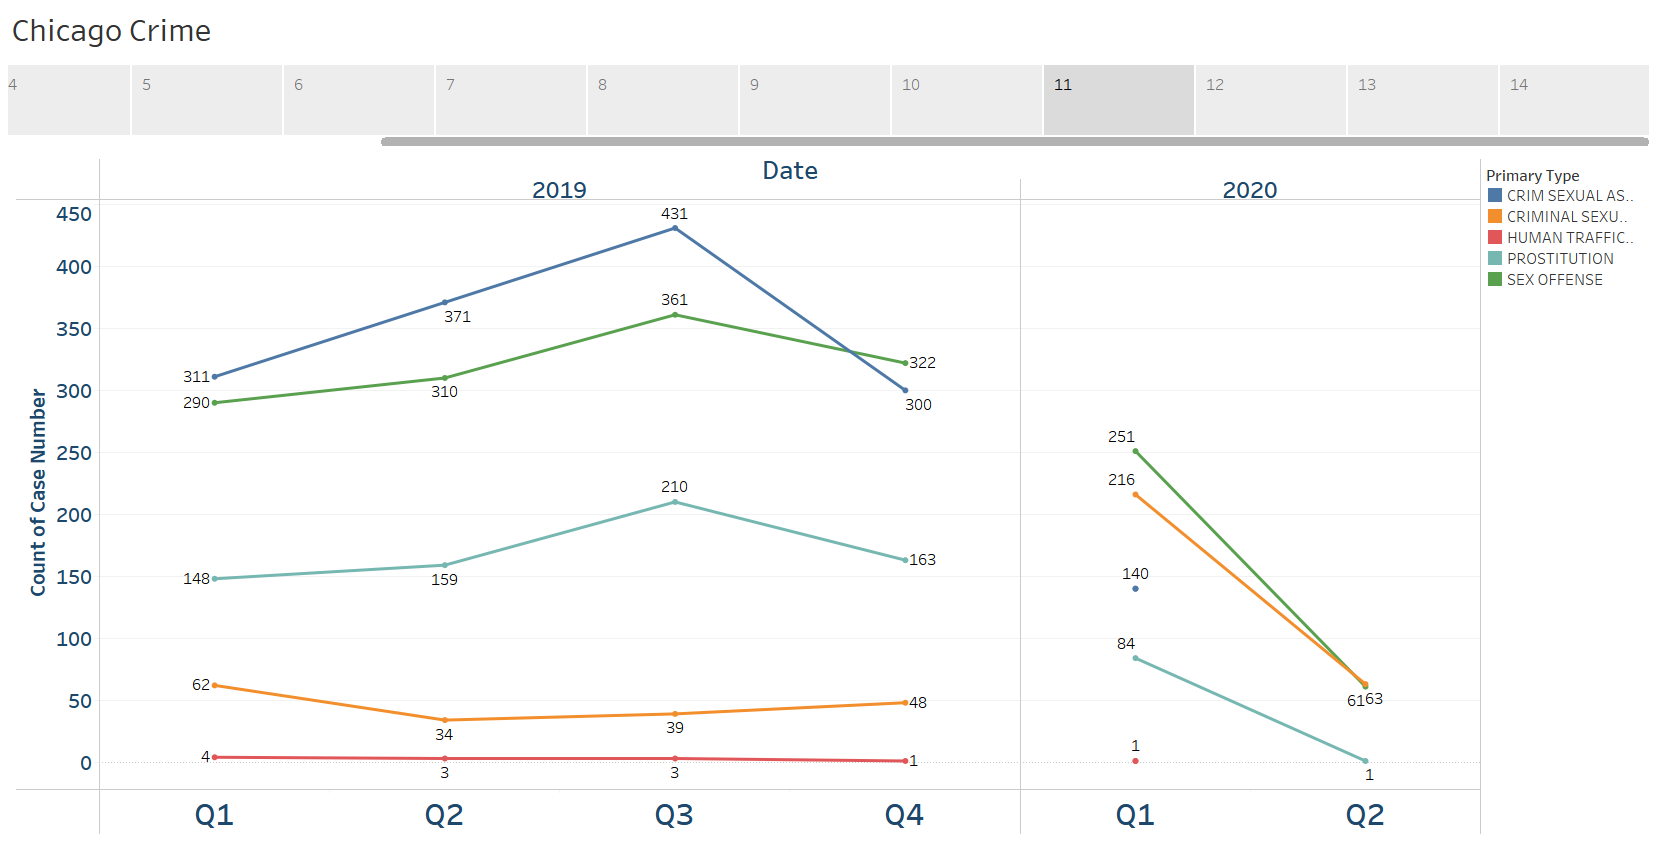 Chicago Crime
4 5 6 7 8 9 10 11 12 13 14
Date
2019 2020
Primary Type
CRIM SEXUAL AS..
CRIMINAL SEXU..
HUMAN TRAFFIC..
PROSTITUTION
SEX OFFENSE
Count of Case Number
450
400
350
300
250
200
150
100
50
0
311 371 431 300 140
290 310 361 322 251 61
148 159 210 163 84 1
62 34 39 48 216 63
4 3 3 1 1
Q1 Q2 Q3 Q4 Q1 Q2